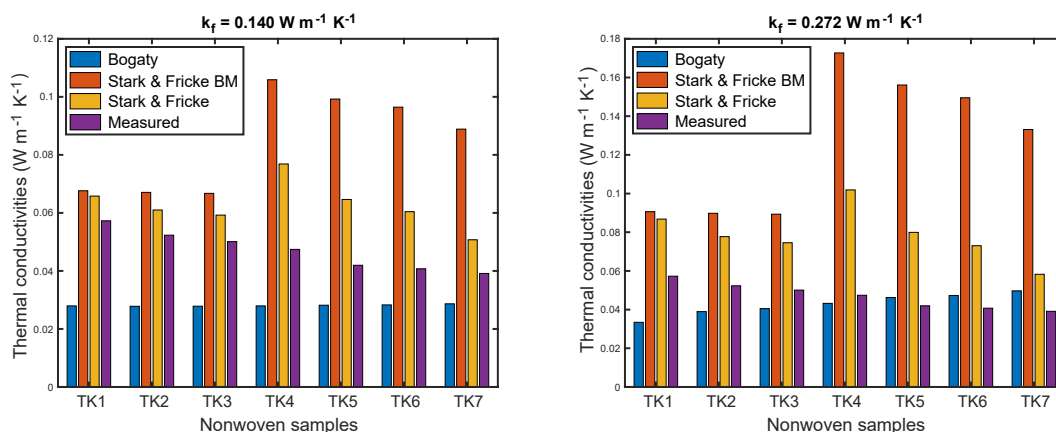 k_f = 0.140 W m⁻¹ K⁻¹
Thermal conductivities (W m⁻¹ K⁻¹)
0.12
0.1
0.08
0.06
0.04
0.02
0
Bogaty
Stark & Fricke BM
Stark & Fricke
Measured
TK1 TK2 TK3 TK4 TK5 TK6 TK7
Nonwoven samples
k_f = 0.272 W m⁻¹ K⁻¹
Thermal conductivities (W m⁻¹ K⁻¹)
0.18
0.16
0.14
0.12
0.1
0.08
0.06
0.04
0.02
0
Bogaty
Stark & Fricke BM
Stark & Fricke
Measured
TK1 TK2 TK3 TK4 TK5 TK6 TK7
Nonwoven samples